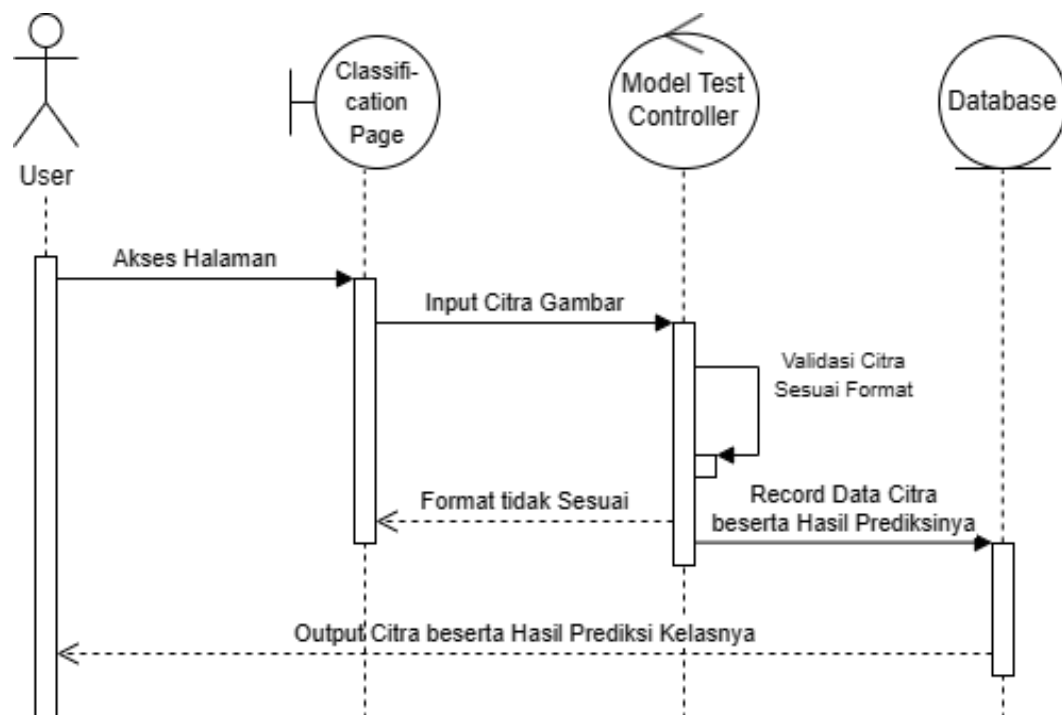 Classifi-
cation
Page
Model Test
Controller
Database
User
Akses Halaman
Input Citra Gambar
Validasi Citra
Sesuai Format
Format tidak Sesuai
Record Data Citra
beserta Hasil Prediksinya
Output Citra beserta Hasil Prediksi Kelasnya